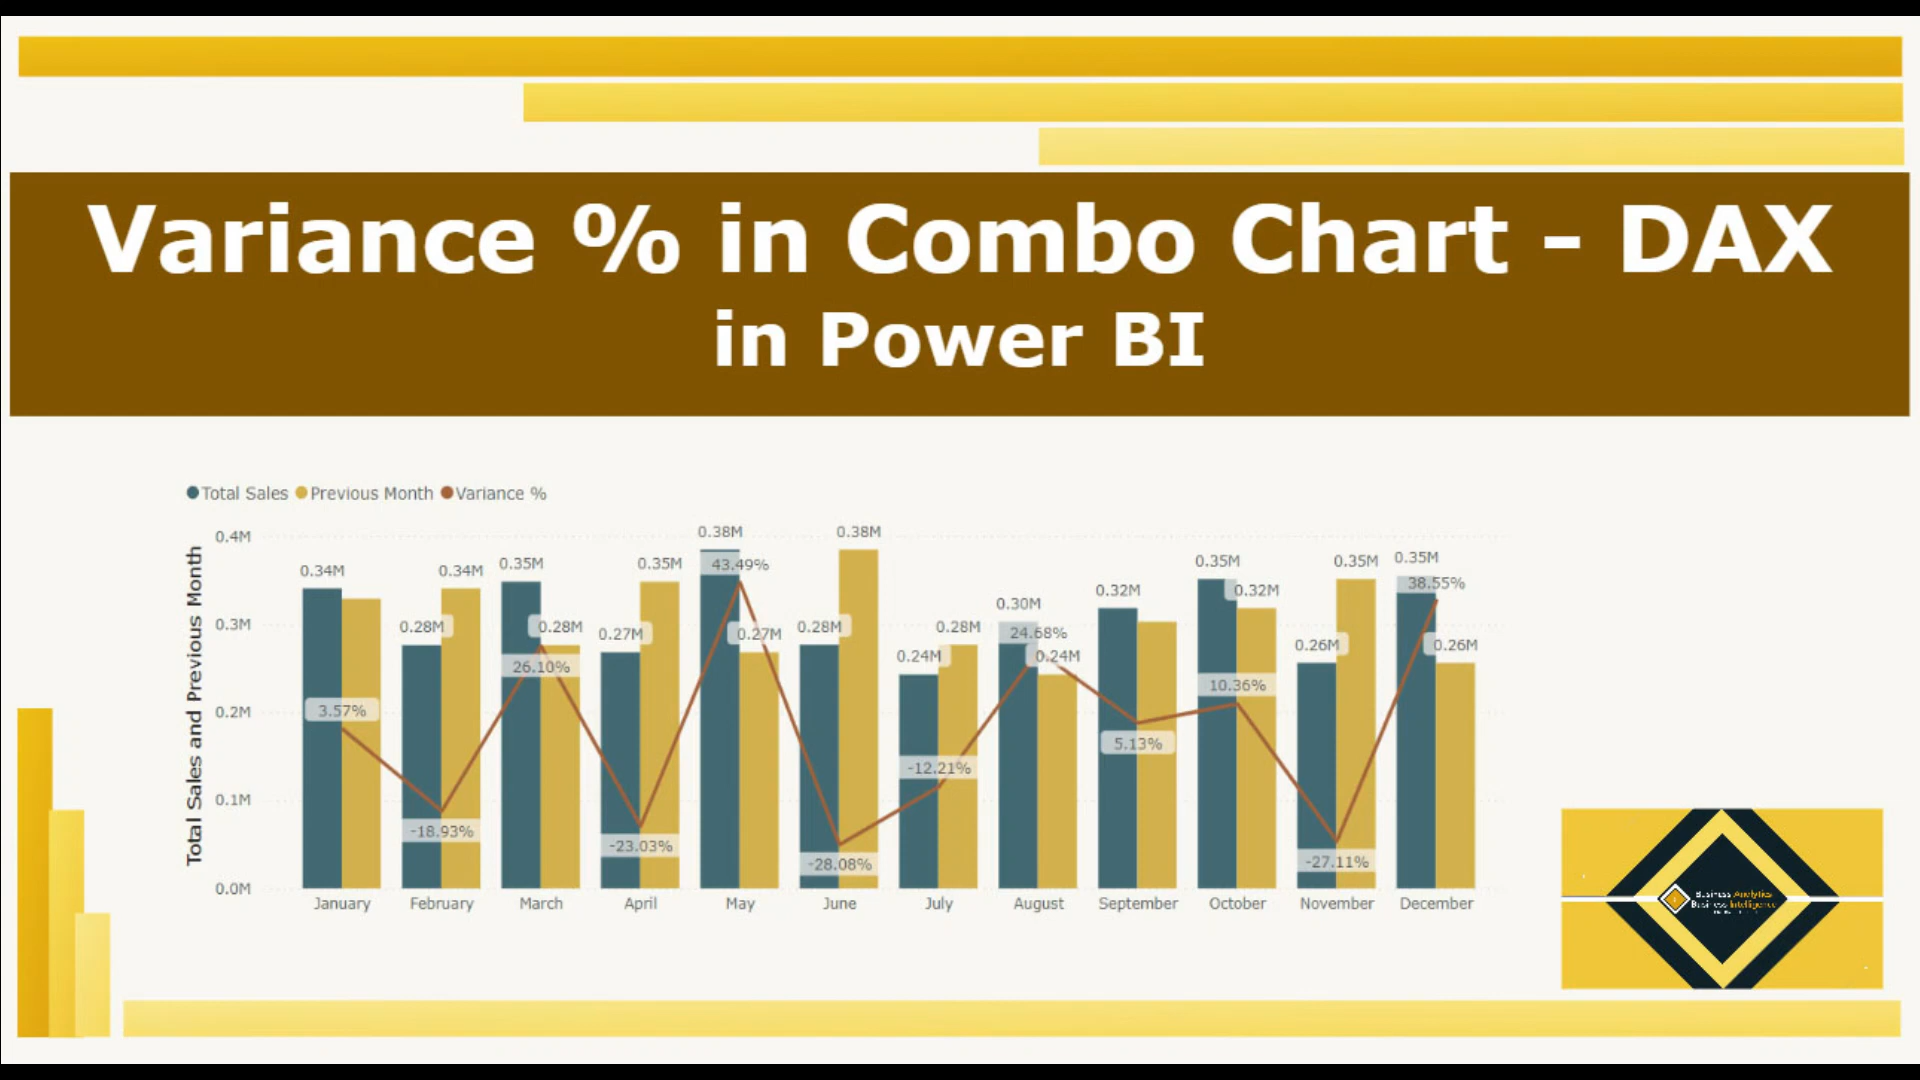 Variance % in Combo Chart - DAX
in Power BI
Total Sales Previous Month Variance %
Total Sales and Previous Month
0.4M
0.3M
0.2M
0.1M
0.0M
0.34M
3.57%
0.28M 0.34M
-18.93%
0.35M 0.28M
26.10%
0.27M 0.35M
-23.03%
0.38M 0.27M
43.49%
0.28M 0.38M
-28.08%
0.24M 0.28M
-12.21%
0.30M 0.24M
24.68%
0.32M
5.13%
0.35M 0.32M
10.36%
0.26M 0.35M
-27.11%
0.35M 0.26M
38.55%
January February March April May June July August September October November December
Business Analytics
Business Intelligence